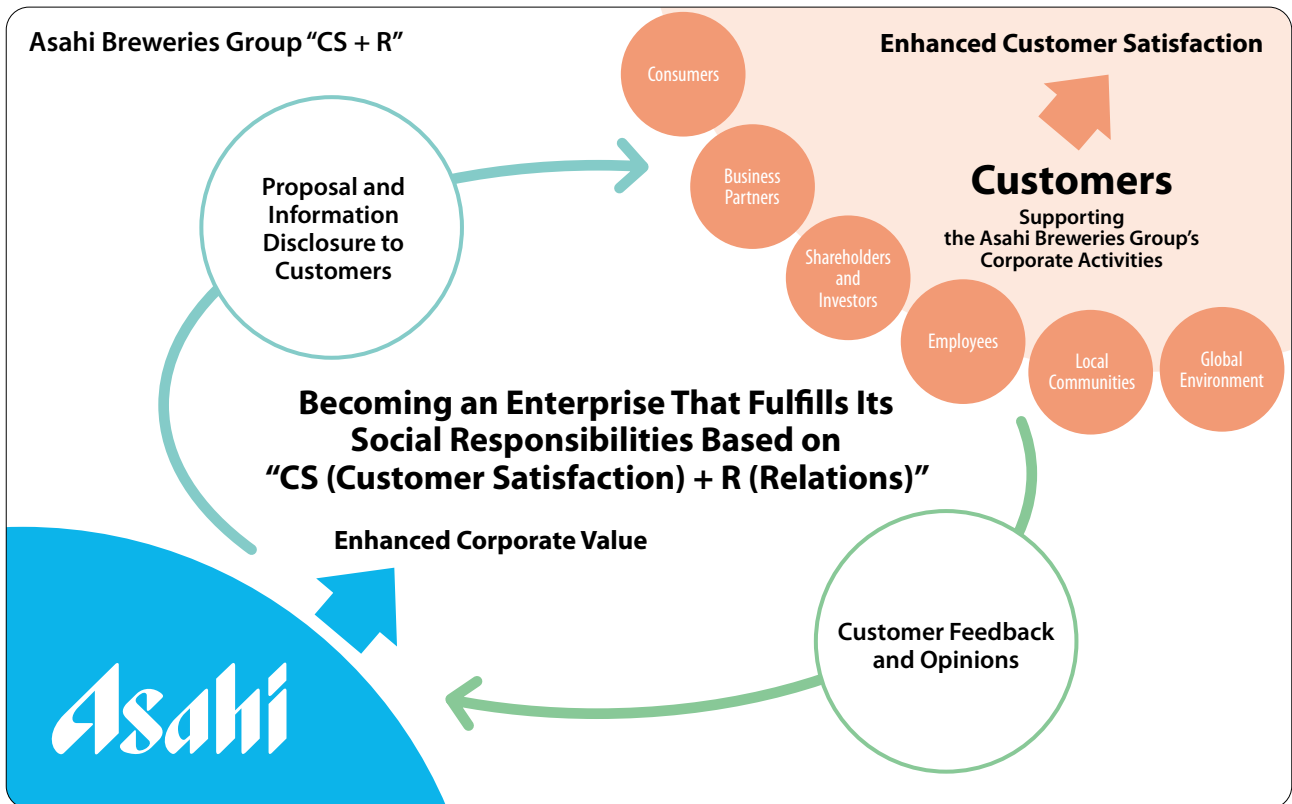 Asahi Breweries Group “CS + R”
Enhanced Customer Satisfaction
Consumers
Business
Partners
Shareholders
and
Investors
Employees
Local
Communities
Global
Environment
Customers
Supporting
the Asahi Breweries Group’s
Corporate Activities
Proposal and
Information
Disclosure to
Customers
Becoming an Enterprise That Fulfills Its
Social Responsibilities Based on
“CS (Customer Satisfaction) + R (Relations)”
Enhanced Corporate Value
Customer Feedback
and Opinions
Asahi